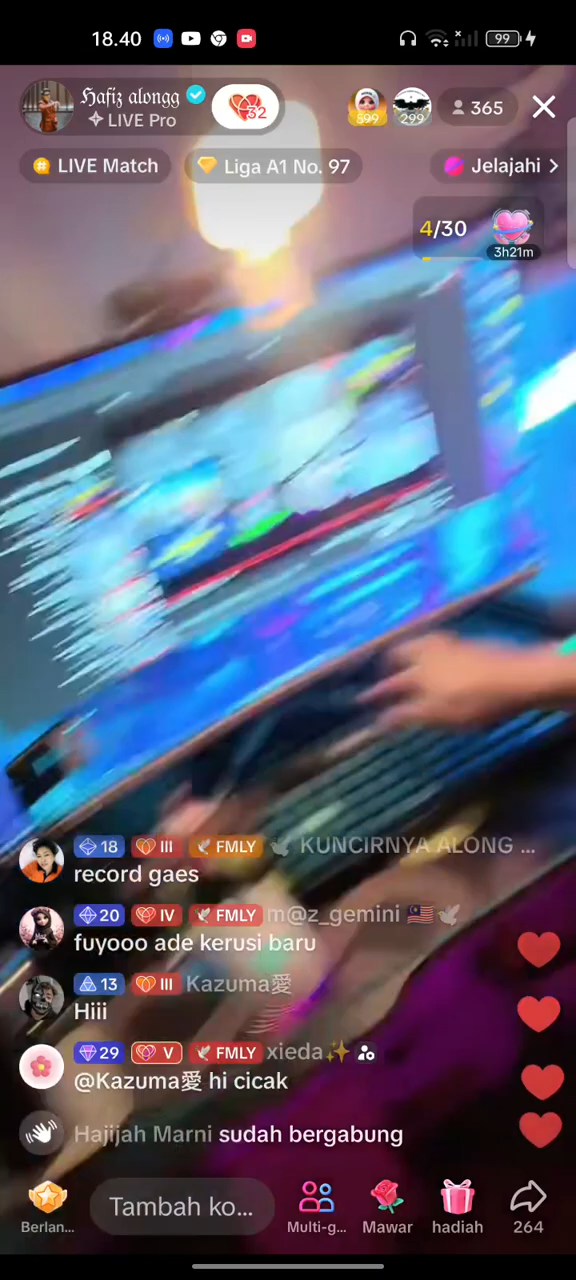 18.40
99
ℌafiz alongg
LIVE Pro
32
599
299
365
LIVE Match
Liga A1 No. 97
Jelajahi
4/30
3h21m
18 III FMLY KUNCIRNYA ALONG ...
record gaes
20 IV FMLY m@z_gemini
fuyooo ade kerusi baru
13 III Kazuma愛
Hiii
29 V FMLY xieda
@Kazuma愛 hi cicak
Hajijah Marni sudah bergabung
Berlan...
Tambah ko...
Multi-g...
Mawar
hadiah
264